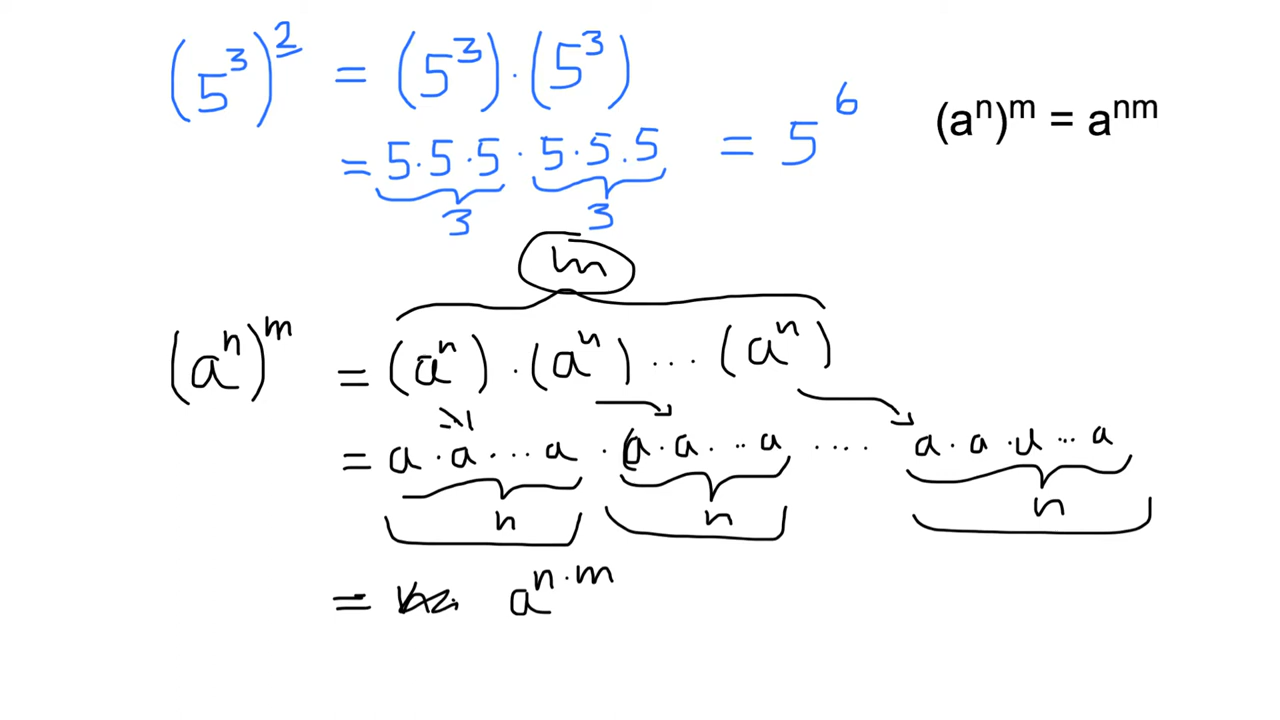 (5³)² = (5³)·(5³)
= 5·5·5 · 5·5·5 = 5⁶
3 3
(aⁿ)ᵐ = aⁿᵐ
m
(aⁿ)ᵐ = (aⁿ)·(aⁿ)···(aⁿ)
= a·a···a · a·a···a ···· a·a·a···a
n n n
= aⁿ·ᵐ